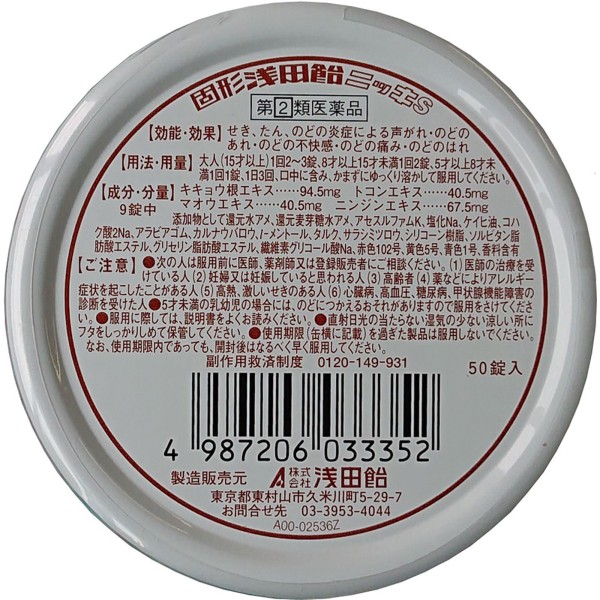 固形浅田飴ニッキS
指定②類医薬品
【効能・効果】せき、たん、のどの炎症による声がれ・のどの
あれ・のどの不快感・のどの痛み・のどのはれ
【用法・用量】大人(15才以上)1回2〜3錠、8才以上15才未満1回2錠、5才以上8才未
満1回1錠、1日3回、口中に含み、かまずにゆっくり溶かして服用してください。
【成分・分量】キキョウ根エキス……94.5mg トコンエキス……40.5mg
9錠中 マオウエキス……40.5mg ニンジンエキス……67.5mg
添加物として還元水アメ、還元麦芽糖水アメ、アセスルファムK、塩化Na、ケイヒ油、コハ
ク酸2Na、アラビアゴム、カルナウバロウ、l-メントール、タルク、サラシミツロウ、シリコーン樹脂、ソルビタン脂
肪酸エステル、グリセリン脂肪酸エステル、繊維素グリコール酸Na、赤色102号、黄色5号、青色1号、香料含有
【ご注意】●次の人は服用前に医師、薬剤師又は登録販売者にご相談ください。(1)医師の治療を受
けている人(2)妊婦又は妊娠していると思われる人(3)高齢者(4)薬などによりアレルギー
症状を起こしたことがある人(5)高熱、激しいせきのある人(6)心臓病、高血圧、糖尿病、甲状腺機能障害の
診断を受けた人●5才未満の乳幼児の場合には、のどにつかえるおそれがありますので服用をさけてください。
●服用に際しては、説明書をよくお読みください。●直射日光の当たらない湿気の少ない涼しい所に
フタをしっかりしめて保管してください。●使用期限(缶横に記載)を過ぎた製品は服用しないでください。
なお、使用期限内であっても、開封後はなるべく早く服用してください。
副作用救済制度 0120-149-931
50錠入
4 987206 033352
製造販売元 株式会社 浅田飴
東京都東村山市久米川町5-29-7
お問合せ先 03-3953-4044
A00-02536Z